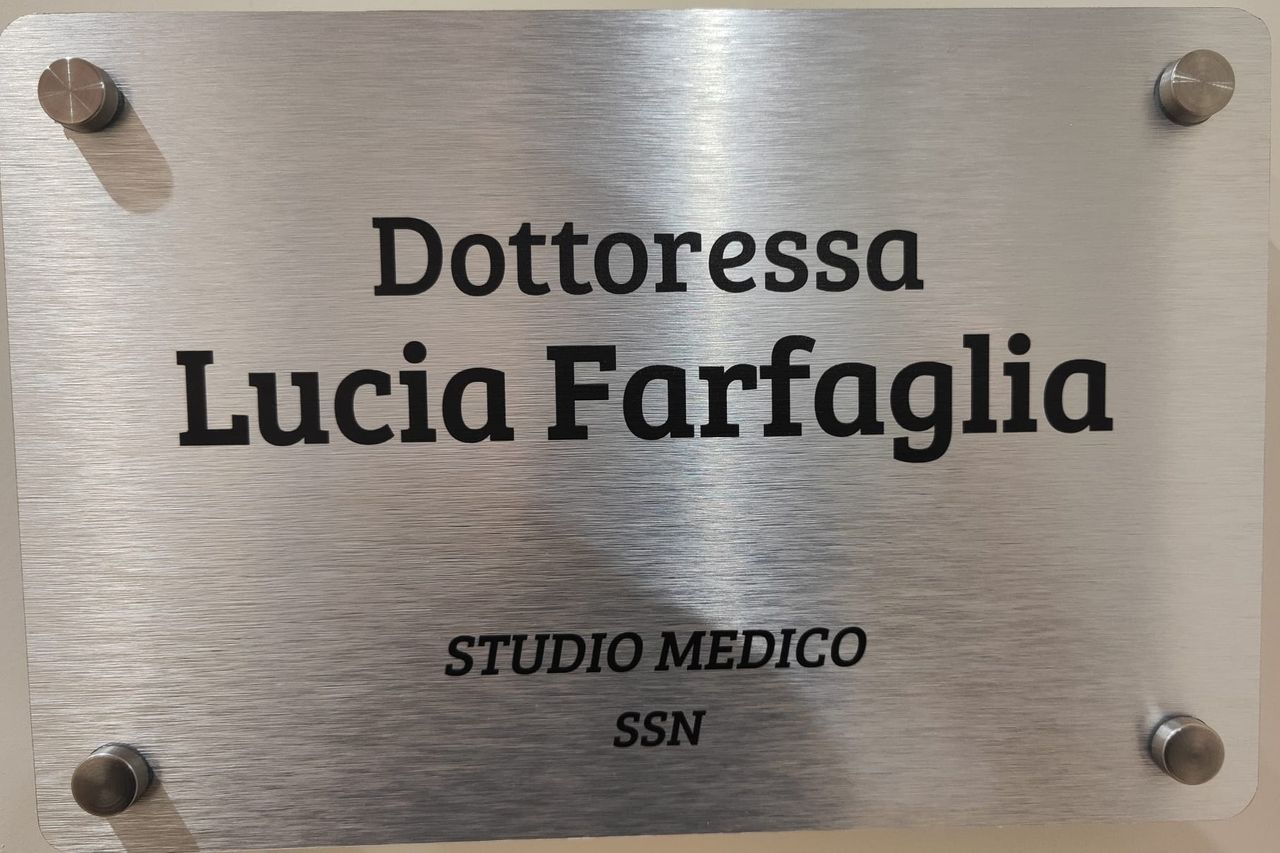 Dottoressa
Lucia Farfaglia
STUDIO MEDICO
SSN